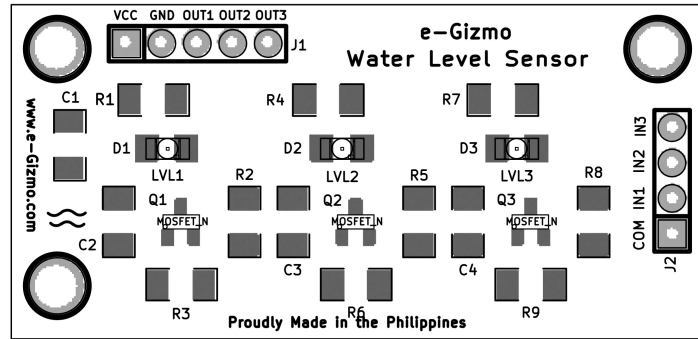 VCC GND OUT1 OUT2 OUT3
J1
e-Gizmo
Water Level Sensor
C1
R1
R4
R7
www.e-Gizmo.com
D1
D2
D3
LVL1
LVL2
LVL3
IN3
IN2
IN1
COM
J2
Q1
R2
Q2
R5
Q3
R8
MOSFET_N
MOSFET_N
MOSFET_N
C2
C3
C4
R3
R6
R9
Proudly Made in the Philippines